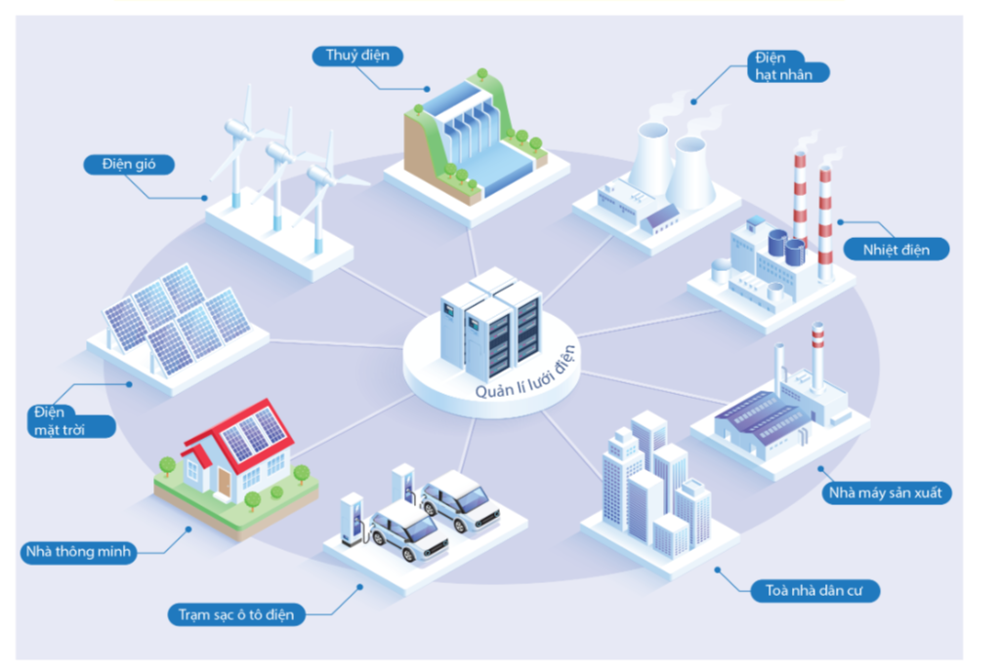 Thuỷ điện
Điện
hạt nhân
Điện gió
Nhiệt điện
Quản lí lưới điện
Điện
mặt trời
Nhà máy sản xuất
Nhà thông minh
Toà nhà dân cư
Trạm sạc ô tô điện